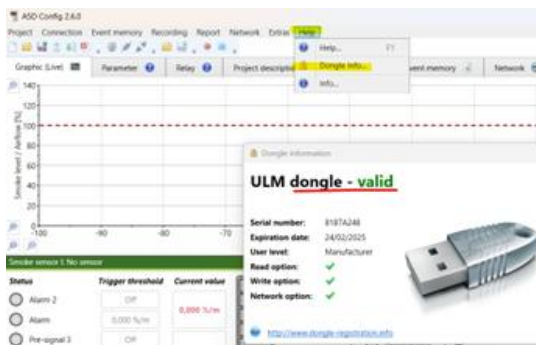 ASD Config 2.6.0
Project Connection Event memory Recording Report Network Extras Help
Help... F1
Graphic (Live) Parameter Relay Project Dongle info... Event memory Network
Info...
Smoke level / Airflow [%]
140
120
100
80
60
40
20
-100 -90 -80 -70
Dongle information
ULM dongle - valid
Serial number: 8187A248
Expiration date: 24/02/2025
User level: Manufacturer
Read option:
Write option:
Network option:
http://www.dongle-registration.info
Smoke sensor I: No sensor
Status Trigger threshold Current value
Alarm 2 Off
0,000 %/m
Alarm 0,000 %/m
Pre-signal 3 Off